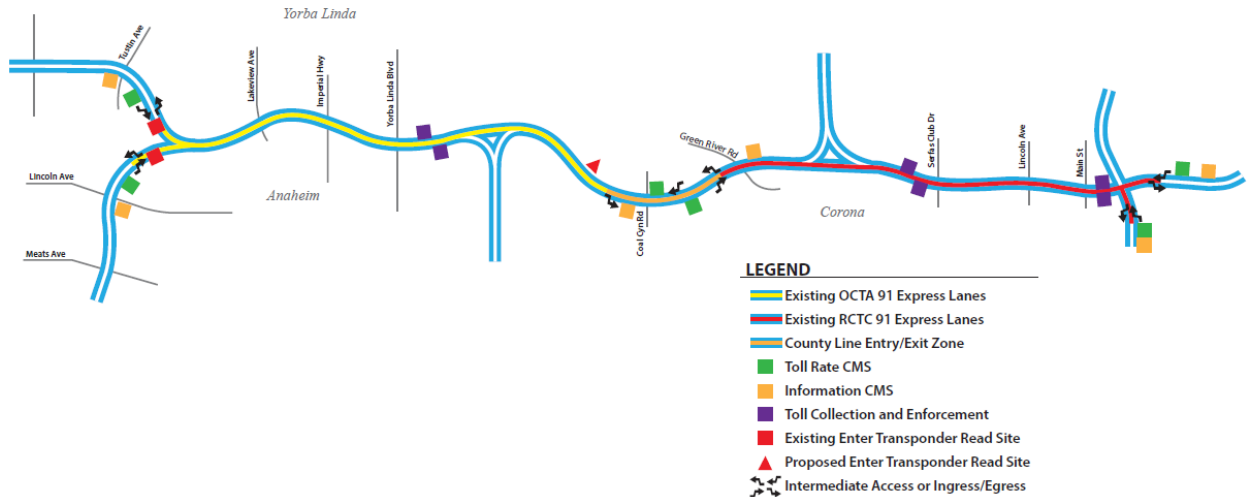 Yorba Linda
Tustin Ave
Lakeview Ave
Imperial Hwy
Yorba Linda Blvd
Green River Rd
Serfas Club Dr
Lincoln Ave
Main St
Lincoln Ave
Anaheim
Coal Cyn Rd
Corona
Meats Ave
LEGEND
Existing OCTA 91 Express Lanes
Existing RCTC 91 Express Lanes
County Line Entry/Exit Zone
Toll Rate CMS
Information CMS
Toll Collection and Enforcement
Existing Enter Transponder Read Site
Proposed Enter Transponder Read Site
Intermediate Access or Ingress/Egress